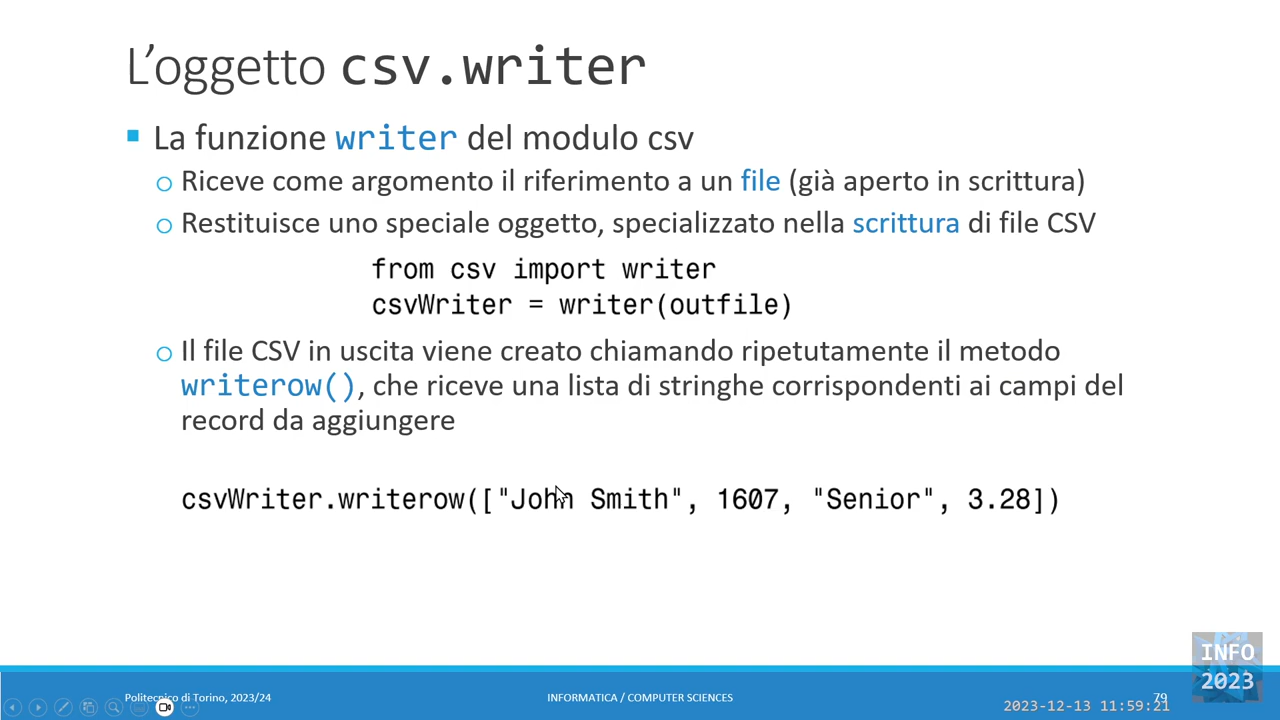 L’oggetto csv.writer
La funzione writer del modulo csv
Riceve come argomento il riferimento a un file (già aperto in scrittura)
Restituisce uno speciale oggetto, specializzato nella scrittura di file CSV
from csv import writer
csvWriter = writer(outfile)
Il file CSV in uscita viene creato chiamando ripetutamente il metodo
writerow(), che riceve una lista di stringhe corrispondenti ai campi del
record da aggiungere
csvWriter.writerow(["John Smith", 1607, "Senior", 3.28])
INFO
2023
Politecnico di Torino, 2023/24
INFORMATICA / COMPUTER SCIENCES
79
2023-12-13 11:59:21